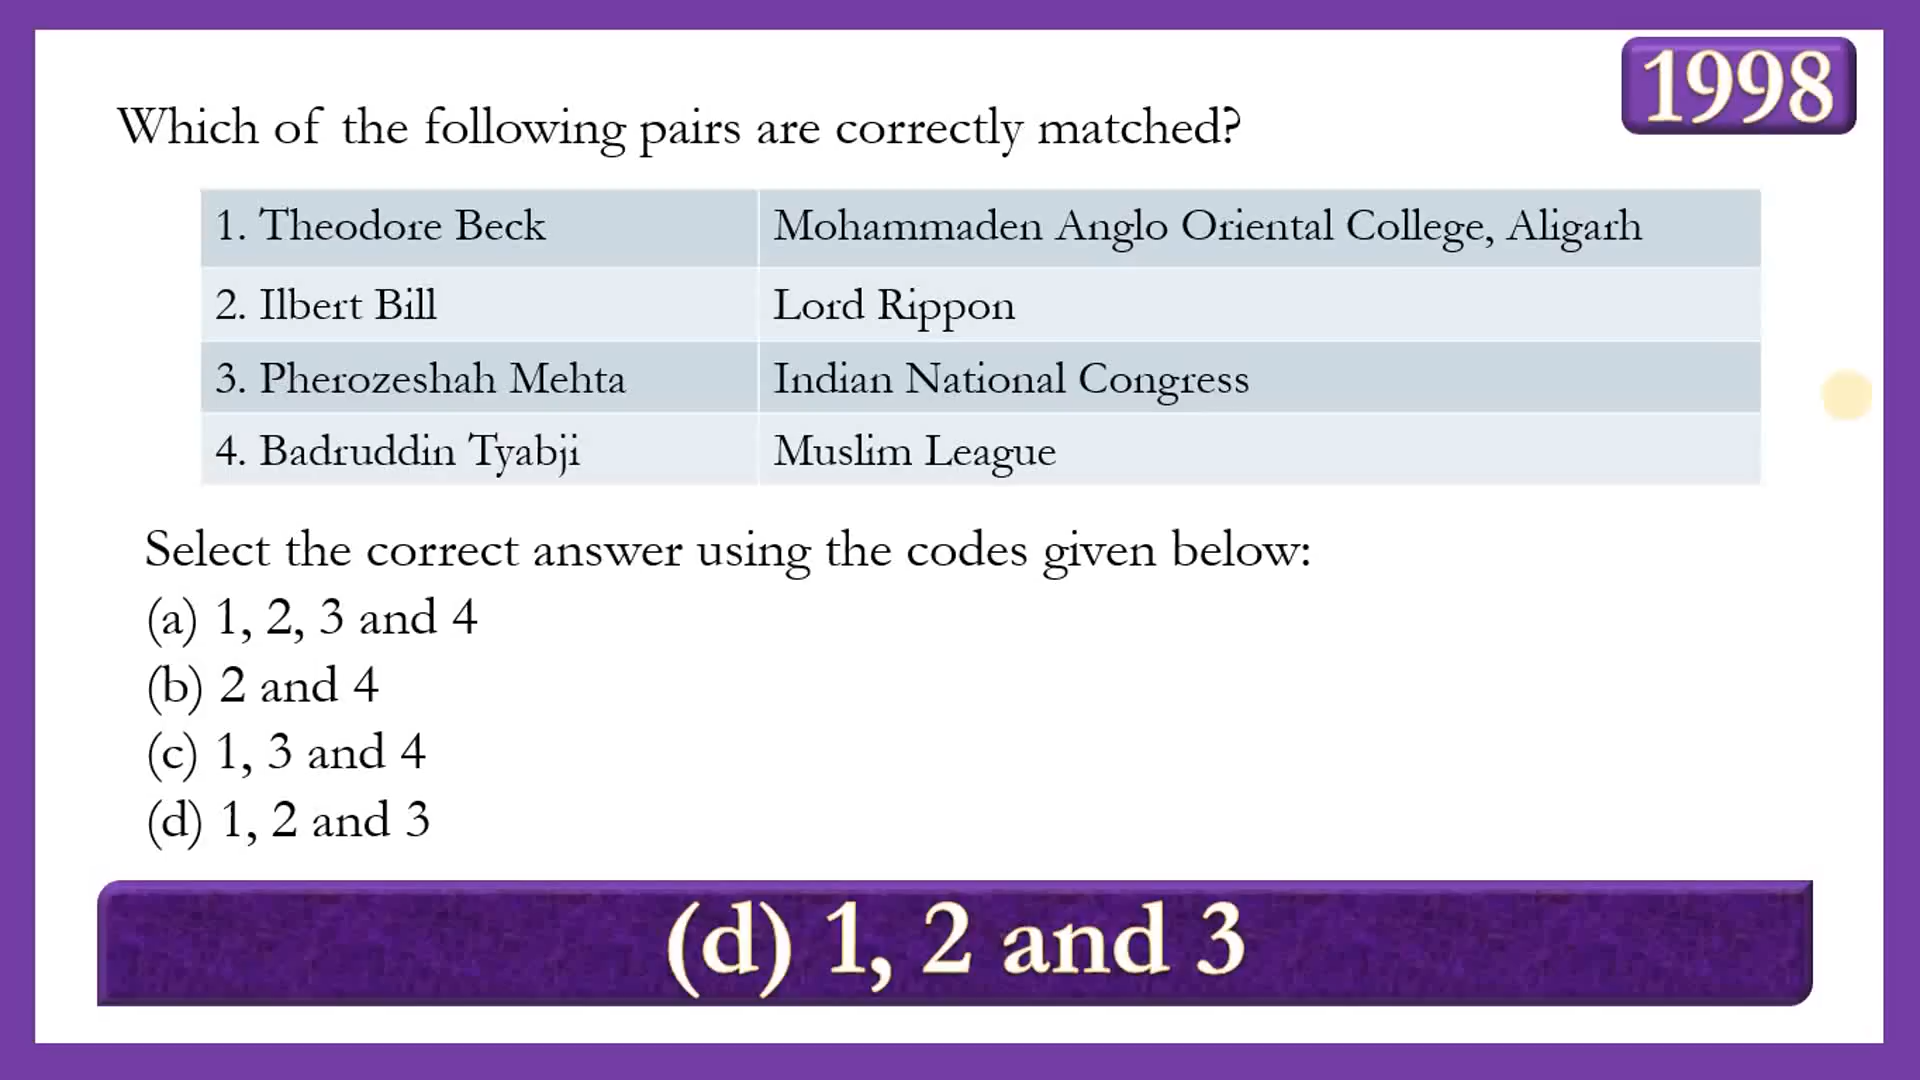 1998
Which of the following pairs are correctly matched?
1. Theodore Beck Mohammaden Anglo Oriental College, Aligarh
2. Ilbert Bill Lord Rippon
3. Pherozeshah Mehta Indian National Congress
4. Badruddin Tyabji Muslim League
Select the correct answer using the codes given below:
(a) 1, 2, 3 and 4
(b) 2 and 4
(c) 1, 3 and 4
(d) 1, 2 and 3
(d) 1, 2 and 3